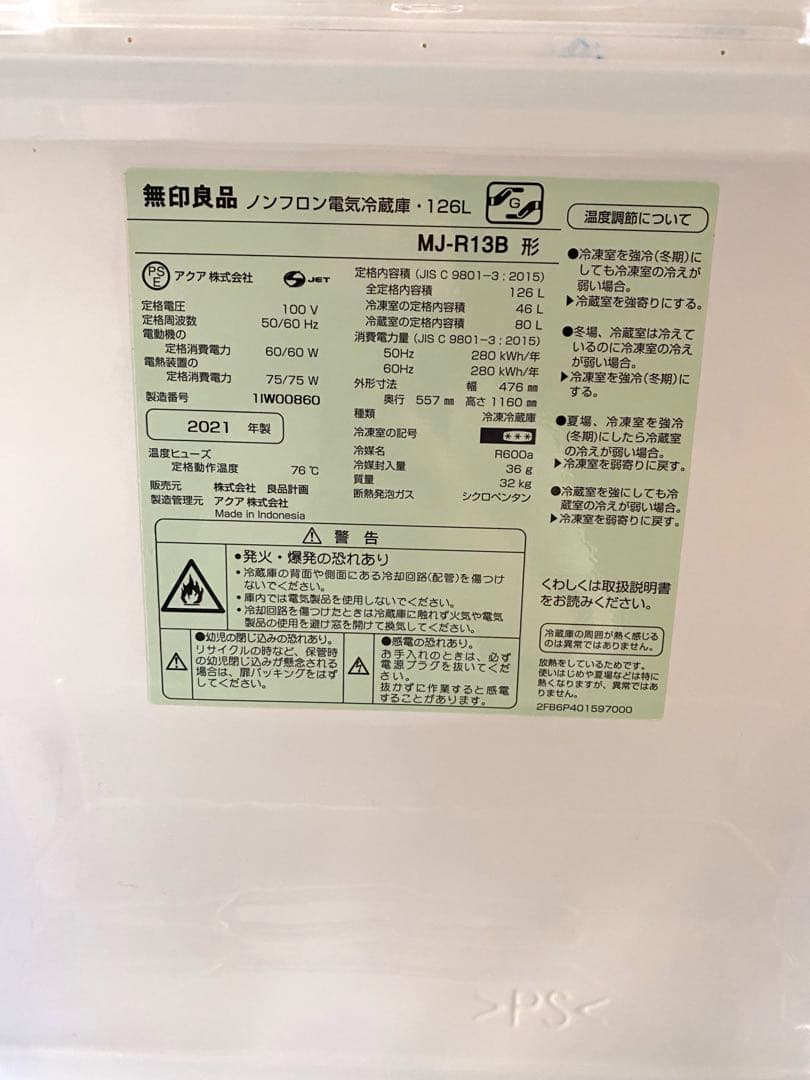 無印良品 ノンフロン電気冷蔵庫・126L
G
MJ-R13B 形
PS
E
アクア 株式会社
JET
定格電圧 100 V
定格周波数 50/60 Hz
電動機の
定格消費電力 60/60 W
電熱装置の
定格消費電力 75/75 W
製造番号 1IW00860
2021 年製
温度ヒューズ
定格動作温度 76 ℃
販売元 株式会社 良品計画
製造管理元 アクア 株式会社
Made in Indonesia
定格内容積 (JIS C 9801-3 : 2015)
全定格内容積 126 L
冷凍室の定格内容積 46 L
冷蔵室の定格内容積 80 L
消費電力量 (JIS C 9801-3 : 2015)
50Hz 280 kWh/年
60Hz 280 kWh/年
外形寸法 幅 476 ㎜
奥行 557 ㎜ 高さ 1160 ㎜
種類 冷凍冷蔵庫
冷凍室の記号 ***
冷媒名 R600a
冷媒封入量 36 g
質量 32 kg
断熱発泡ガス シクロペンタン
警 告
•発火・爆発の恐れあり
・冷蔵庫の背面や側面にある冷却回路(配管)を傷つけ
ないでください。
・庫内では電気製品を使用しないでください。
・冷却回路を傷つけたときは冷蔵庫に触れず火気や電気
製品の使用を避け窓を開けて換気してください。
●幼児の閉じ込みの恐れあり。
リサイクルの時など、保管時
の幼児閉じ込みが懸念される
場合は、扉パッキングをはず
してください。
●感電の恐れあり。
お手入れのときは、必ず
電源プラグを抜いてくだ
さい。
抜かずに作業すると感電
することがあります。
温度調節について
●冷凍室を強冷(冬期)に
しても冷凍室の冷えが
弱い場合。
▶冷蔵室を強寄りにする。
●冬場、冷蔵室は冷えて
いるのに冷凍室の冷え
が弱い場合。
▶冷凍室を強冷(冬期)に
する。
●夏場、冷凍室を強冷
(冬期)にしたら冷蔵室
の冷えが弱い場合。
▶冷凍室を弱寄りに戻す。
●冷蔵室を強にしても冷
蔵室の冷えが弱い場合。
▶冷凍室を弱寄りに戻す。
くわしくは取扱説明書
をお読みください。
冷蔵庫の周囲が熱く感じる
のは異常ではありません。
放熱をしているためです。
使いはじめや夏場などは特に
熱くなりますが、異常ではあ
りません。
2FB6P401597000
>PS<